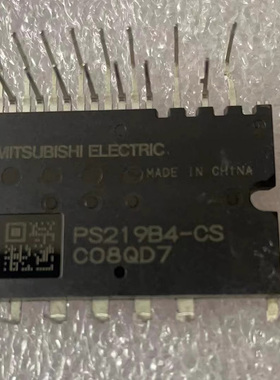 MITSUBISHI ELECTRIC
MADE IN CHINA
PS219B4-CS
C08QD7